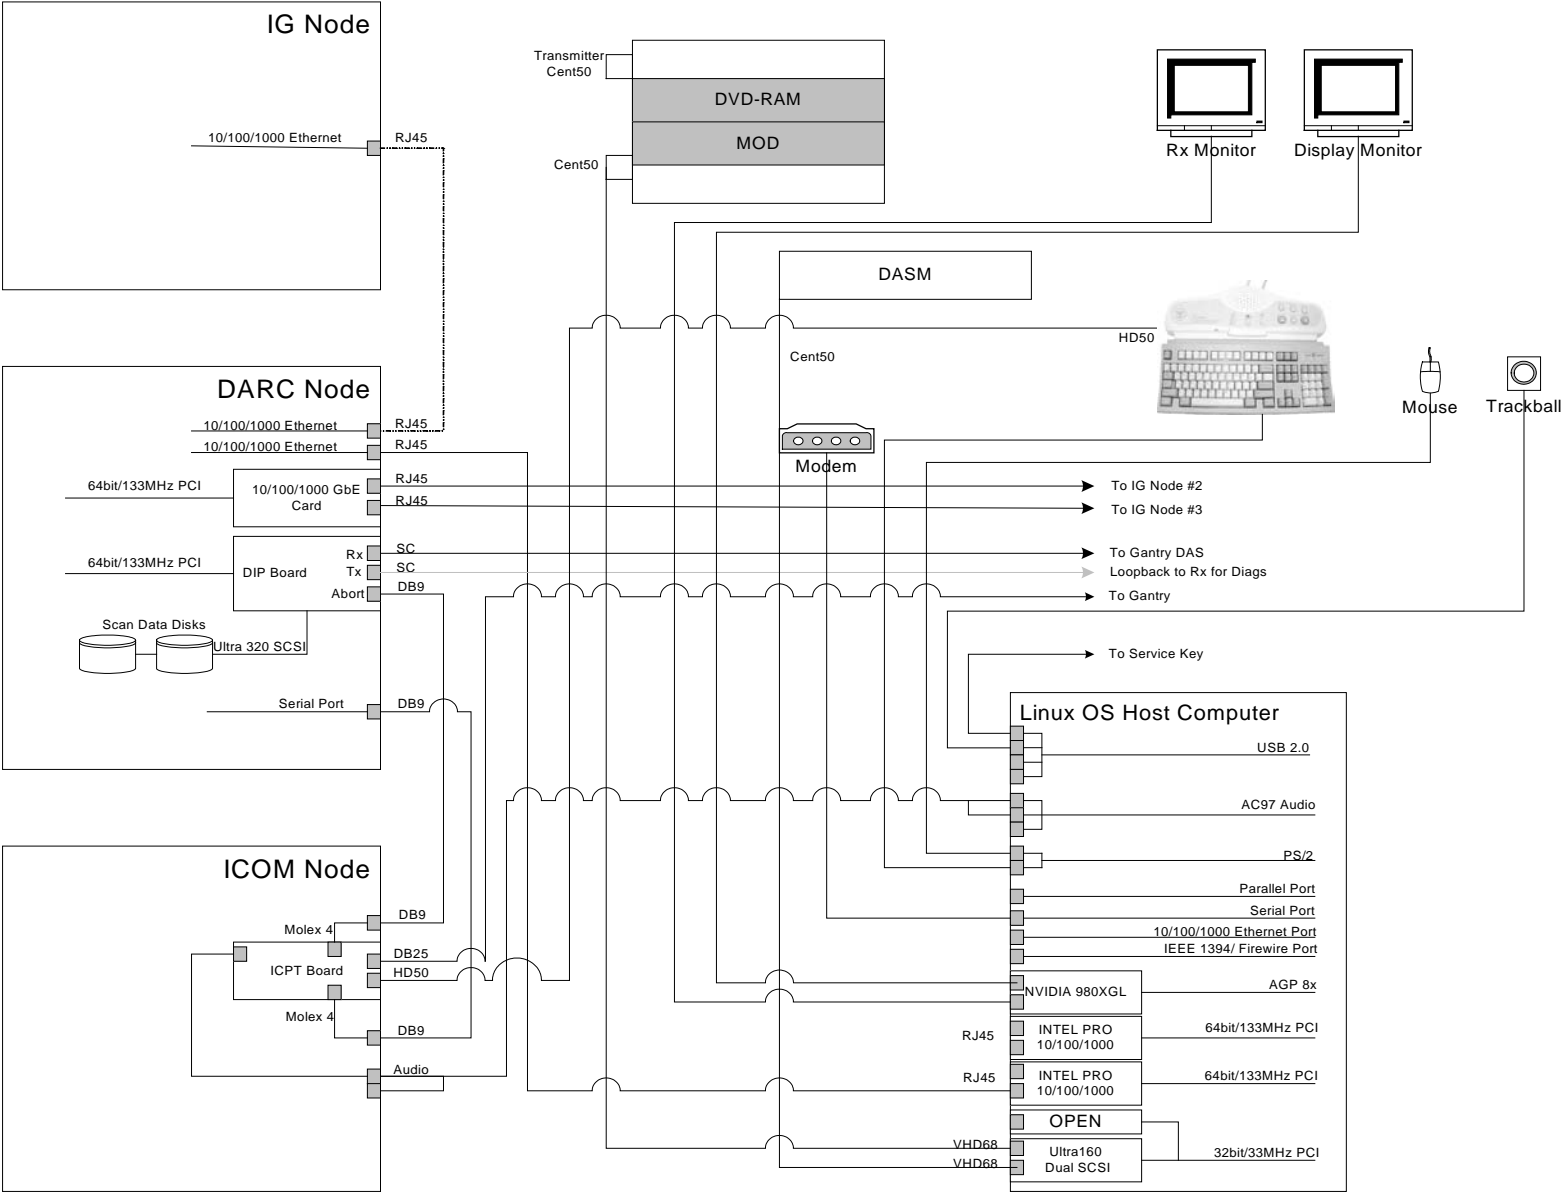 IG Node
10/100/1000 Ethernet
RJ45
Transmitter
Cent50
DVD-RAM
MOD
Cent50
Rx Monitor
Display Monitor
DASM
Cent50
HD50
Mouse
Trackball
Modem
DARC Node
10/100/1000 Ethernet
RJ45
10/100/1000 Ethernet
RJ45
64bit/133MHz PCI
10/100/1000 GbE
Card
RJ45
RJ45
To IG Node #2
To IG Node #3
64bit/133MHz PCI
DIP Board
Rx
SC
Tx
SC
Abort
DB9
To Gantry DAS
Loopback to Rx for Diags
To Gantry
Scan Data Disks
Ultra 320 SCSI
To Service Key
Serial Port
DB9
Linux OS Host Computer
USB 2.0
AC97 Audio
PS/2
Parallel Port
Serial Port
10/100/1000 Ethernet Port
IEEE 1394/ Firewire Port
NVIDIA 980XGL
AGP 8x
RJ45
INTEL PRO
10/100/1000
64bit/133MHz PCI
RJ45
INTEL PRO
10/100/1000
64bit/133MHz PCI
OPEN
VHD68
VHD68
Ultra160
Dual SCSI
32bit/33MHz PCI
ICOM Node
Molex 4
DB9
ICPT Board
DB25
HD50
Molex 4
DB9
Audio